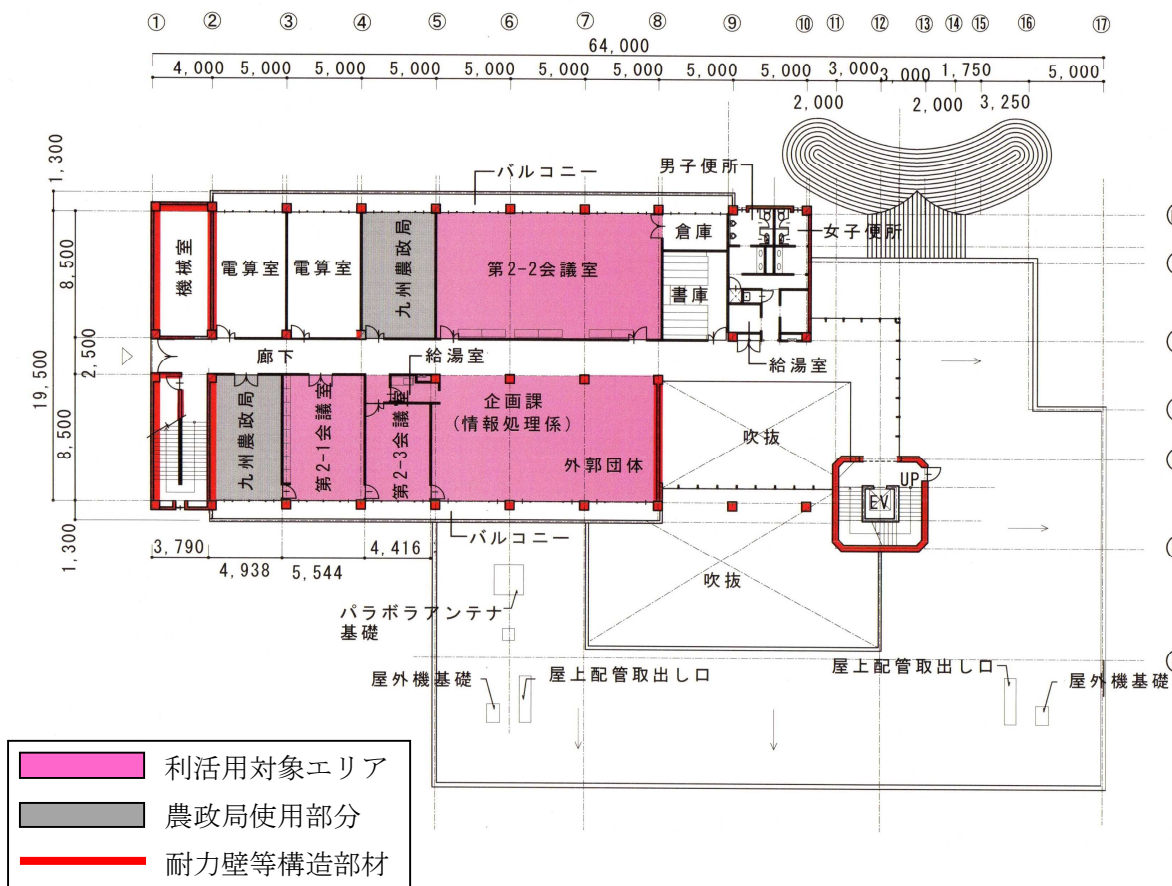 ① ② ③ ④ ⑤ ⑥ ⑦ ⑧ ⑨ ⑩ ⑪ ⑫ ⑬ ⑭ ⑮ ⑯ ⑰
64,000
4,000 5,000 5,000 5,000 5,000 5,000 5,000 5,000 5,000 3,000 3,000 1,750 5,000
2,000 2,000 3,250
1,300
8,500
2,500
19,500
8,500
1,300
バルコニー
男子便所
女子便所
機械室
電算室
電算室
九州農政局
第2-2会議室
倉庫
書庫
廊下
給湯室
給湯室
九州農政局
第2-1会議室
第2-3会議室
企画課
(情報処理係)
外郭団体
吹抜
UP
EV
バルコニー
3,790
4,938
5,544
4,416
吹抜
パラボラアンテナ
基礎
屋外機基礎
屋上配管取出し口
屋上配管取出し口
屋外機基礎
利活用対象エリア
農政局使用部分
耐力壁等構造部材